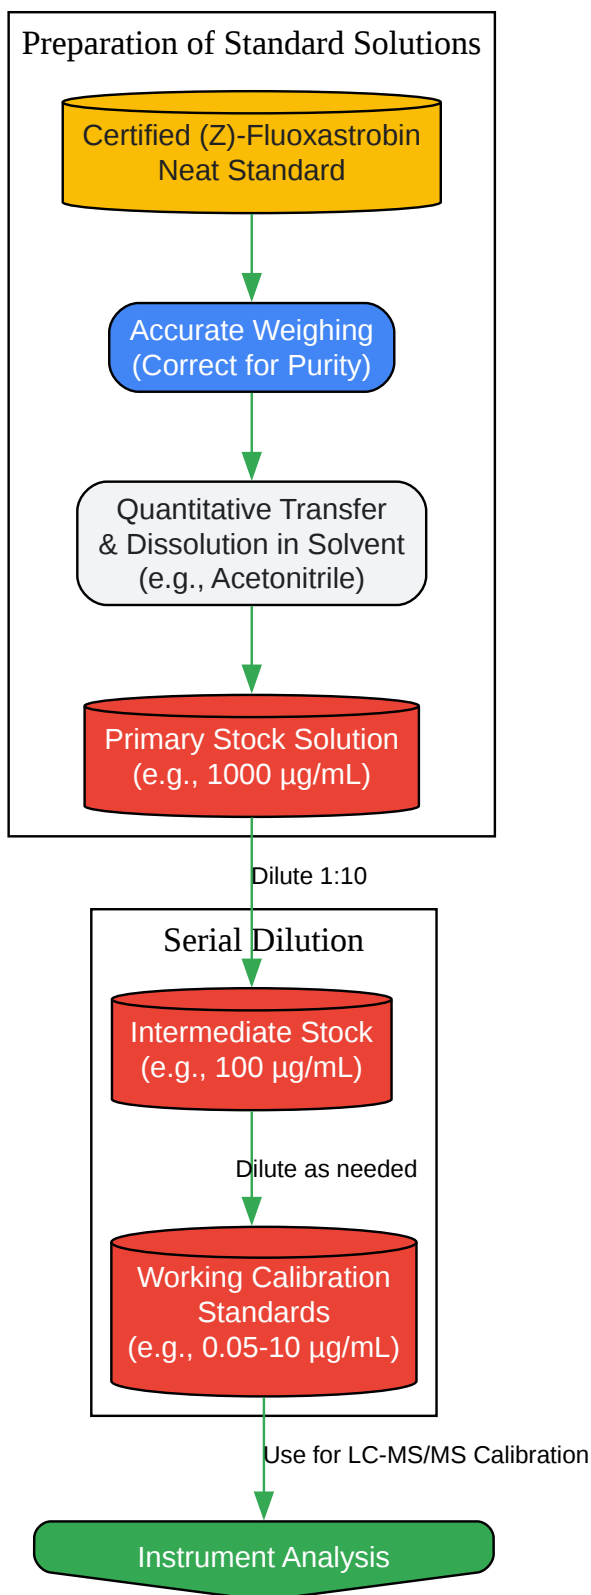 Preparation of Standard Solutions
Certified (Z)-Fluoxastrobin
Neat Standard
Accurate Weighing
(Correct for Purity)
Quantitative Transfer
& Dissolution in Solvent
(e.g., Acetonitrile)
Primary Stock Solution
(e.g., 1000 µg/mL)
Dilute 1:10
Serial Dilution
Intermediate Stock
(e.g., 100 µg/mL)
Dilute as needed
Working Calibration
Standards
(e.g., 0.05-10 µg/mL)
Use for LC-MS/MS Calibration
Instrument Analysis